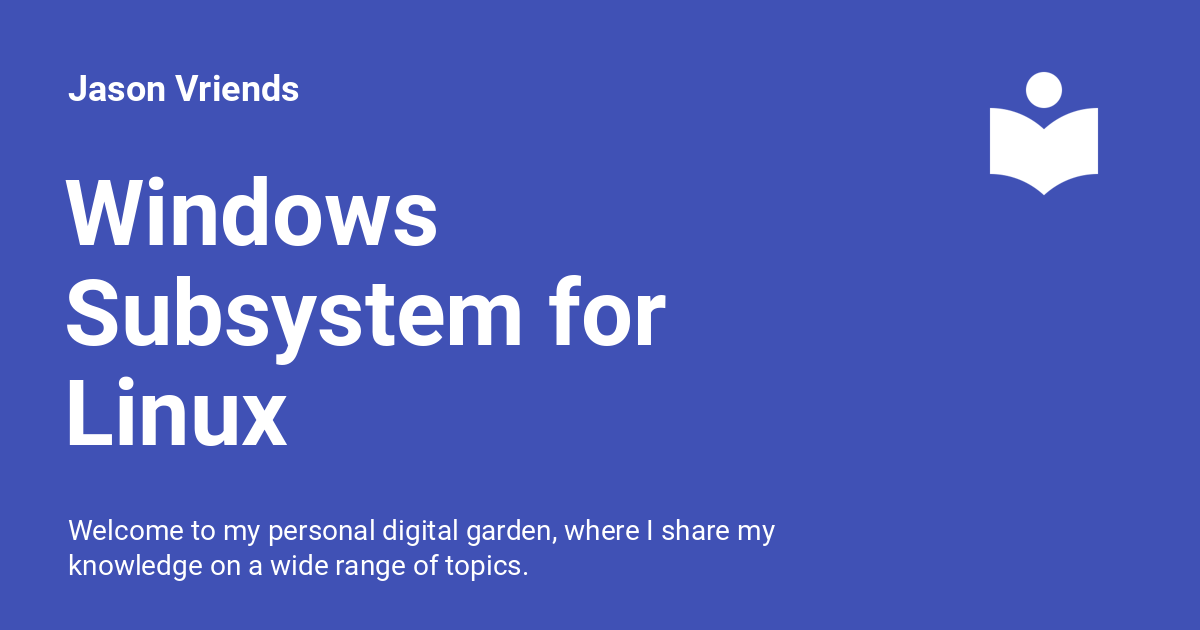 Jason Vriends
Windows
Subsystem for
Linux
Welcome to my personal digital garden, where I share my
knowledge on a wide range of topics.